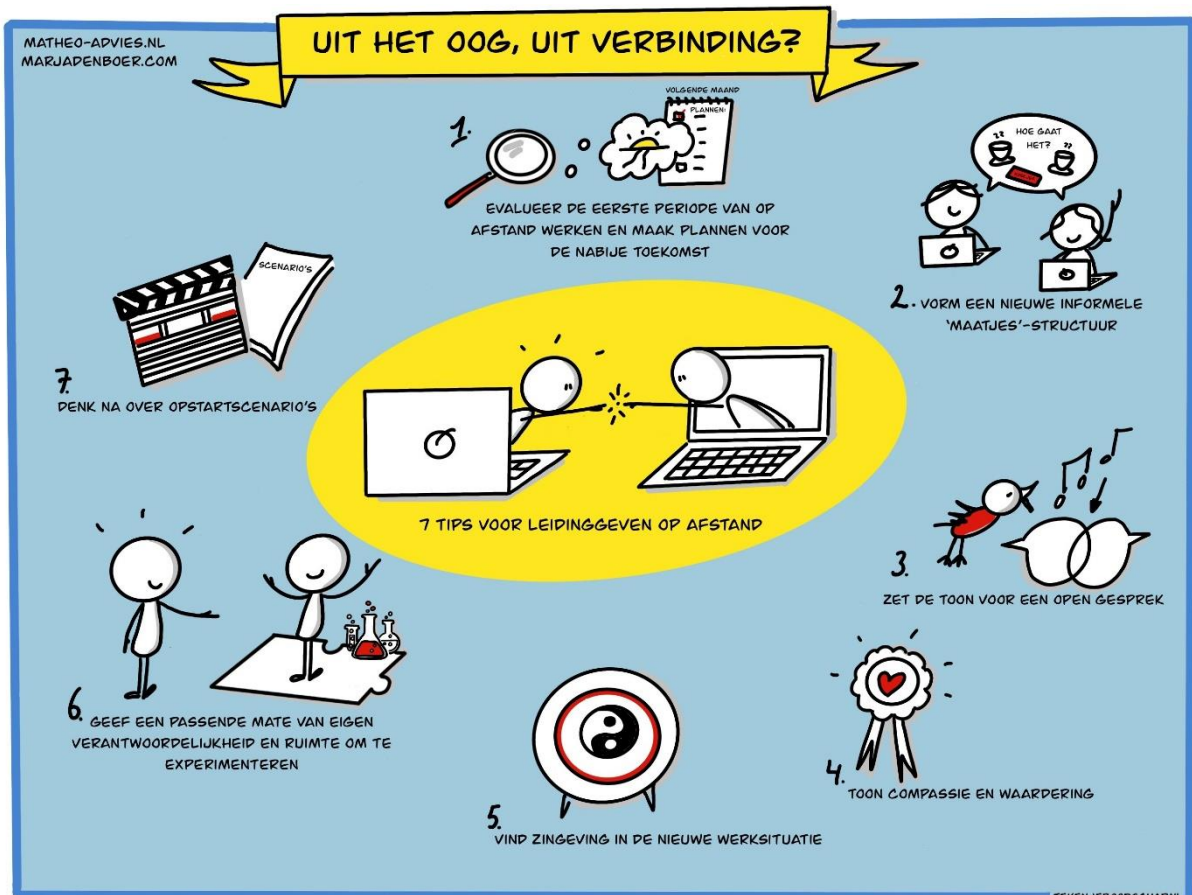 MATHEO-ADVIES.NL
MARJADENBOER.COM
UIT HET OOG, UIT VERBINDING?
1.
VOLGENDE MAAND
PLANNEN:
EVALUEER DE EERSTE PERIODE VAN OP
AFSTAND WERKEN EN MAAK PLANNEN VOOR
DE NABIJE TOEKOMST
HOE GAAT
HET?
2. VORM EEN NIEUWE INFORMELE
'MAATJES'-STRUCTUUR
3.
ZET DE TOON VOOR EEN OPEN GESPREK
4.
TOON COMPASSIE EN WAARDERING
5.
VIND ZINGEVING IN DE NIEUWE WERKSITUATIE
6.
GEEF EEN PASSENDE MATE VAN EIGEN
VERANTWOORDELIJKHEID EN RUIMTE OM TE
EXPERIMENTEREN
7.
SCENARIO'S
DENK NA OVER OPSTARTSCENARIO'S
7 TIPS VOOR LEIDINGGEVEN OP AFSTAND